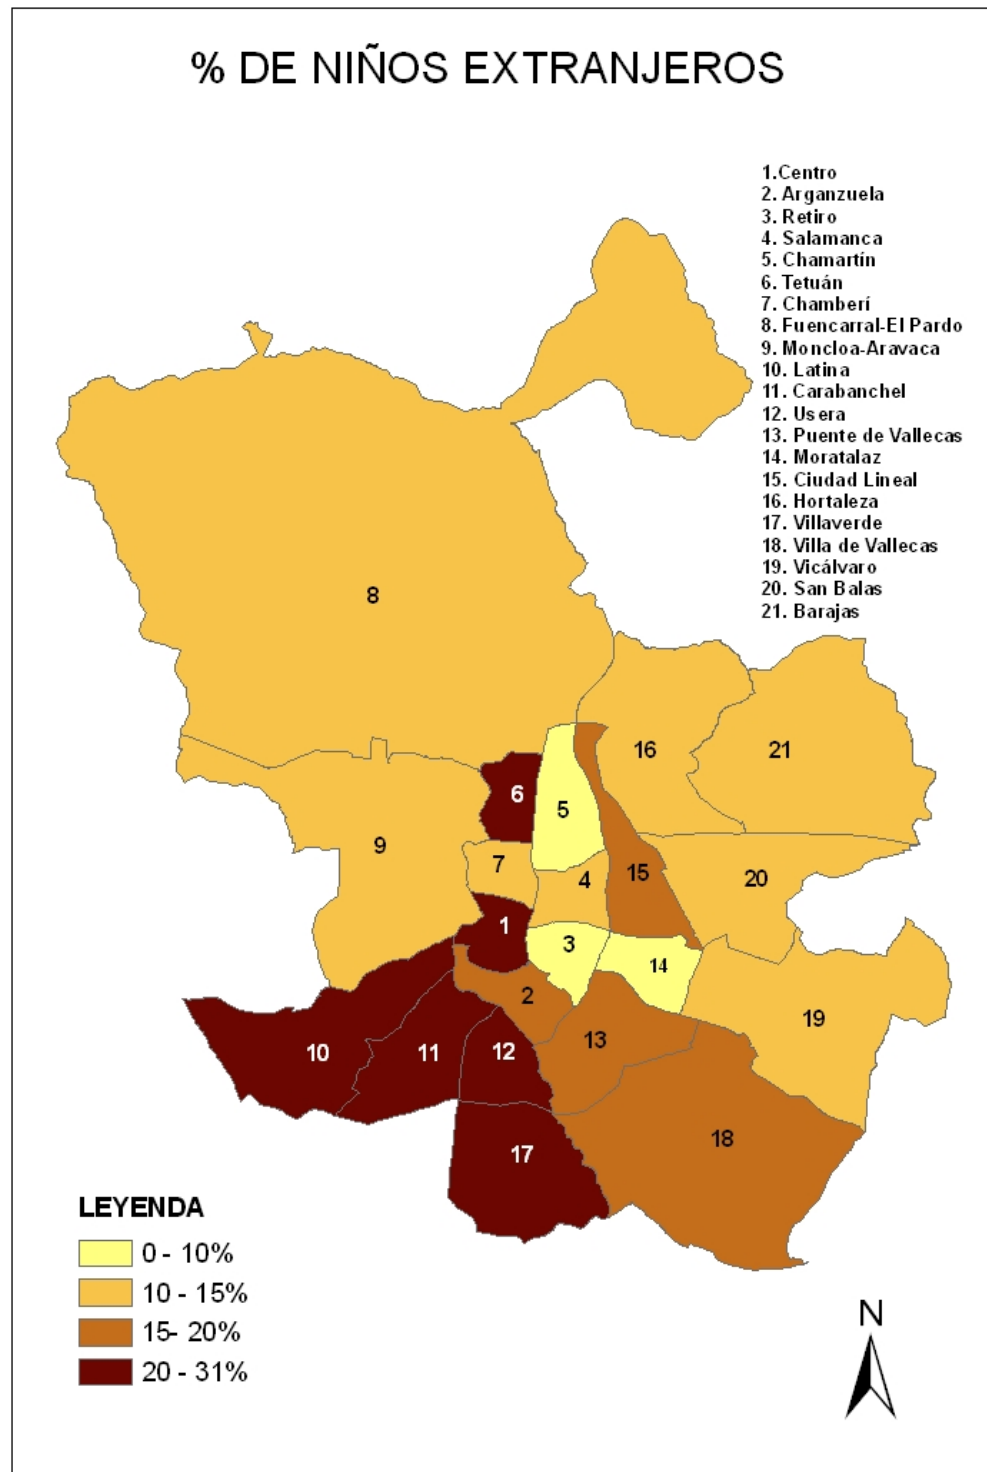 % DE NIÑOS EXTRANJEROS
1.Centro
2. Arganzuela
3. Retiro
4. Salamanca
5. Chamartín
6. Tetuán
7. Chamberí
8. Fuencarral-El Pardo
9. Moncloa-Aravaca
10. Latina
11. Carabanchel
12. Usera
13. Puente de Vallecas
14. Moratalaz
15. Ciudad Lineal
16. Hortaleza
17. Villaverde
18. Villa de Vallecas
19. Vicálvaro
20. San Balas
21. Barajas
8
16
21
6
5
9
7
4
15
20
1
3
14
2
19
10
11
12
13
18
17
LEYENDA
0 - 10%
10 - 15%
15- 20%
20 - 31%
N